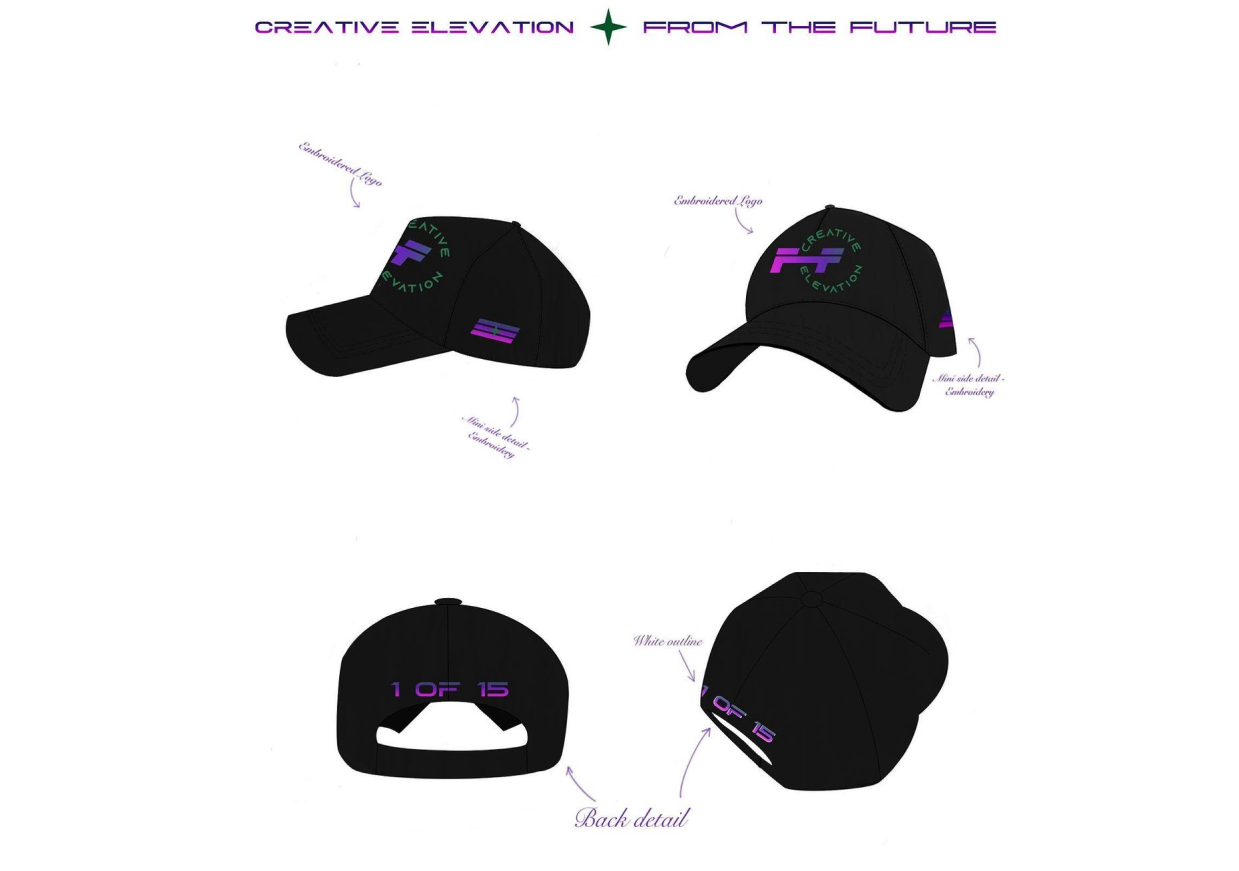 CREATIVE ELEVATION FROM THE FUTURE
Embroidered Logo
Embroidered Logo
CREATIVE
ELEVATION
CREATIVE
ELEVATION
Mini side detail -
Embroidery
Mini side detail -
Embroidery
White outline
1 OF 15
1 OF 15
Back detail